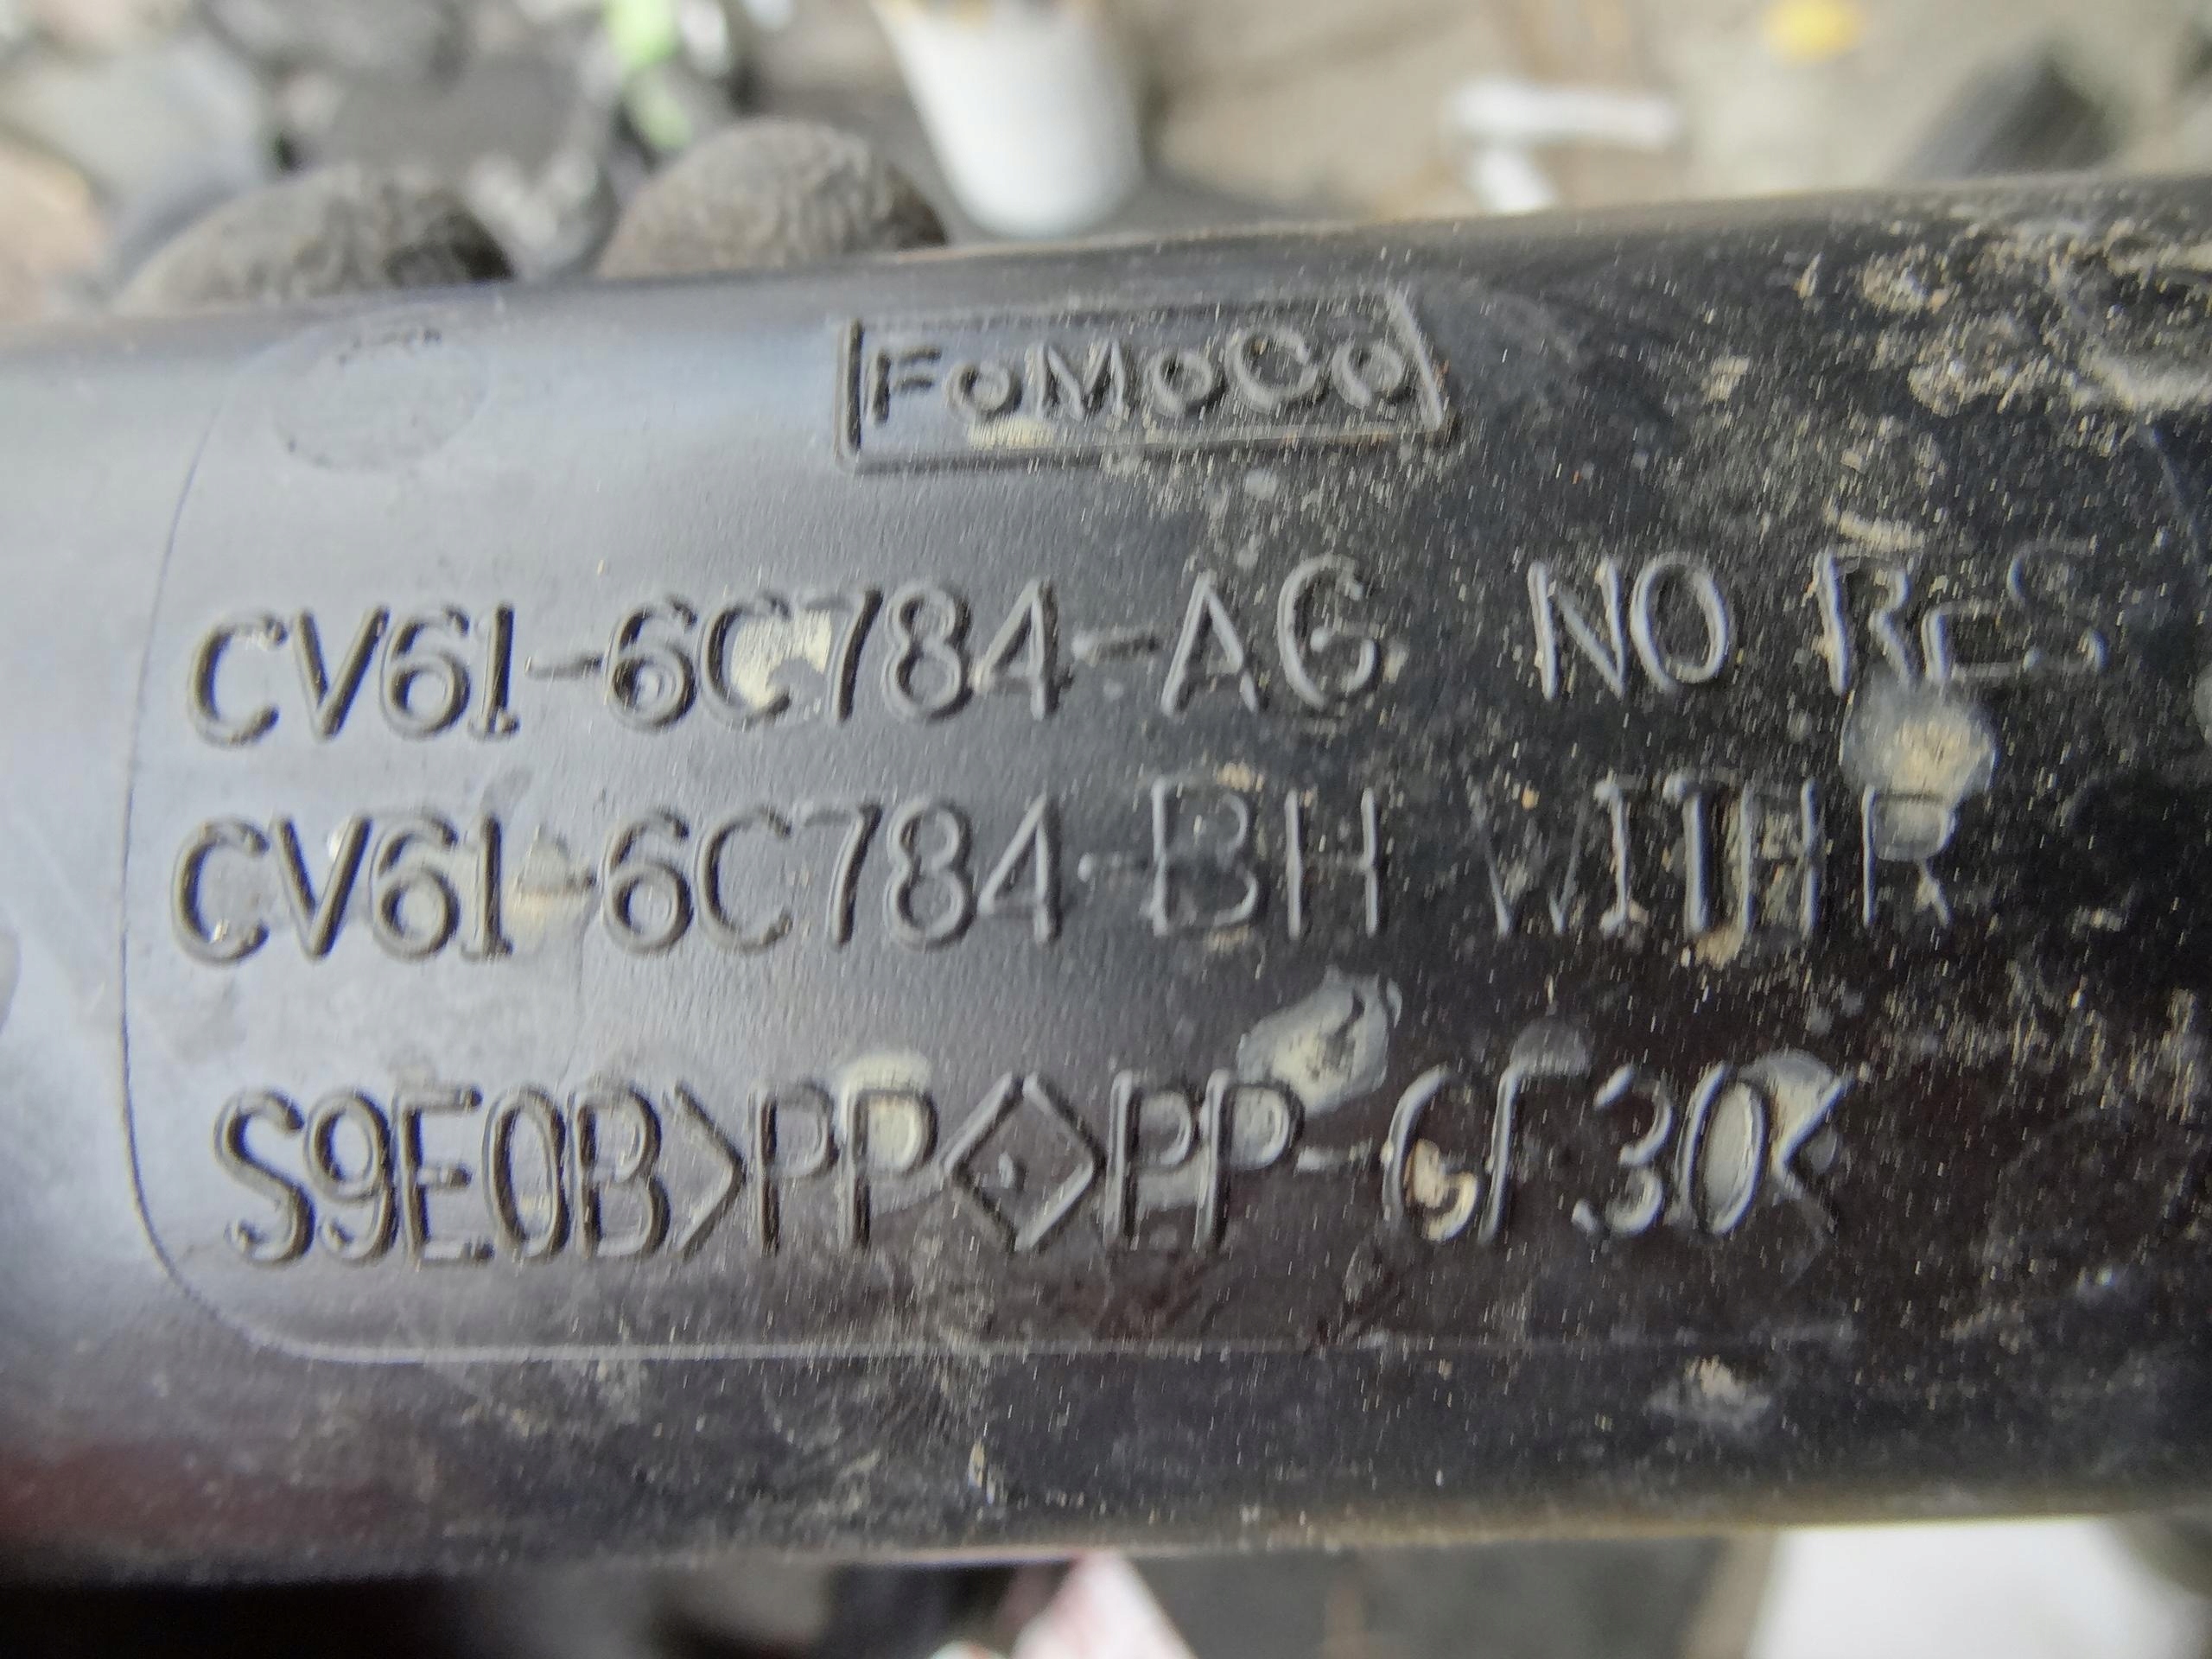 FoMoCo
CV61-6C784-AG NO RES
CV61-6C784-BH WITH R
S9E0B>PP<>PP-GF30<